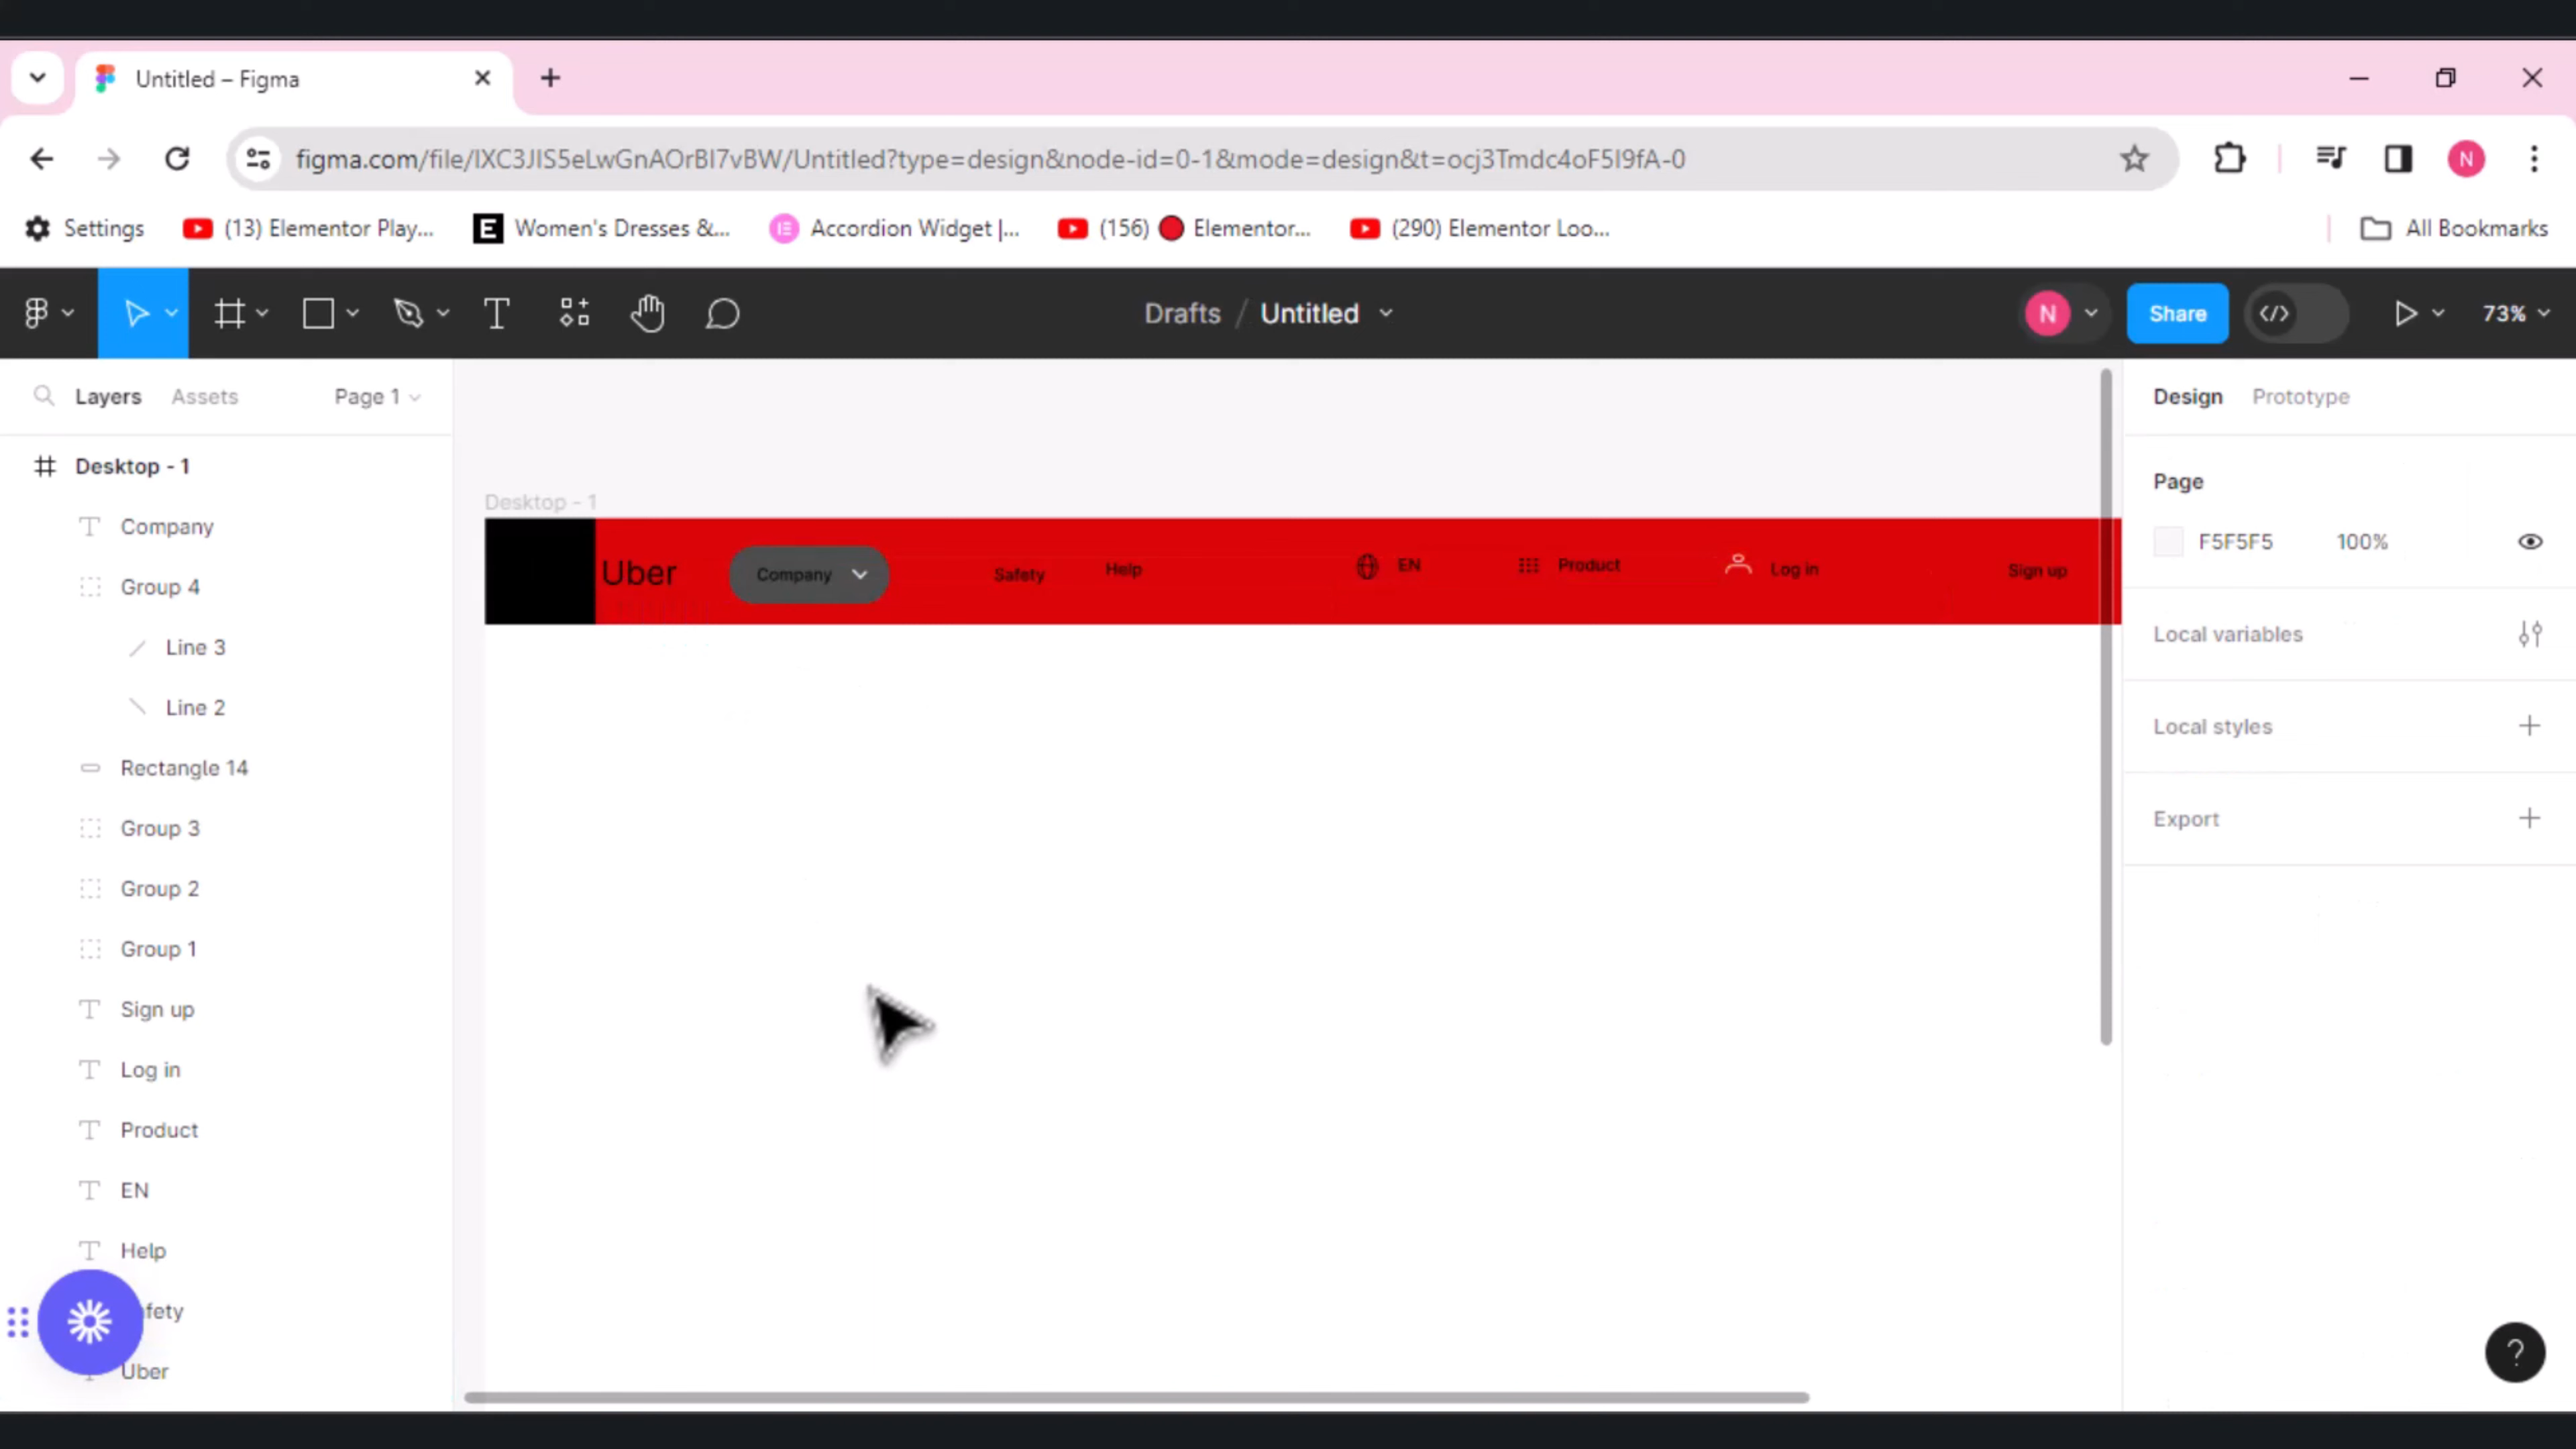 Untitled – Figma
figma.com/file/IXC3JIS5eLwGnAOrBI7vBW/Untitled?type=design&node-id=0-1&mode=design&t=ocj3Tmdc4oF5I9fA-0
N
Settings
(13) Elementor Play...
E
Women's Dresses &...
Accordion Widget |...
(156)
Elementor...
(290) Elementor Loo...
All Bookmarks
Drafts / Untitled
N
Share
73%
Layers
Assets
Page 1
Design
Prototype
Desktop - 1
Company
Group 4
Line 3
Line 2
Rectangle 14
Group 3
Group 2
Group 1
Sign up
Log in
Product
EN
Help
fety
Uber
Desktop - 1
Uber
Company
Safety
Help
EN
Product
Log in
Sign up
Page
F5F5F5
100%
Local variables
Local styles
Export
?